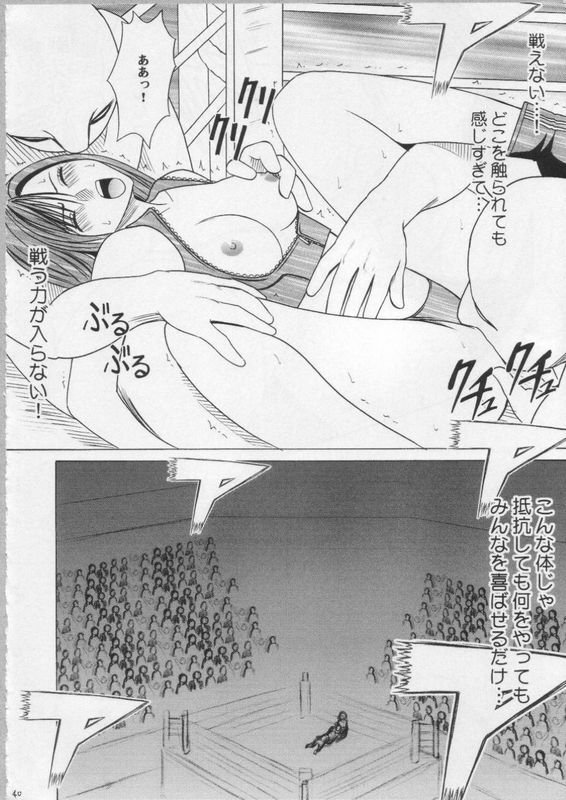 戦えない…!
どこを触られても
感じすぎて…
クリ
クリ
ああっ!
戦う力が入らない!
ぶる
ぶる
クチュ
クチュ
こんな体じゃ
抵抗しても何をやっても
みんなを喜ばせるだけ…
40